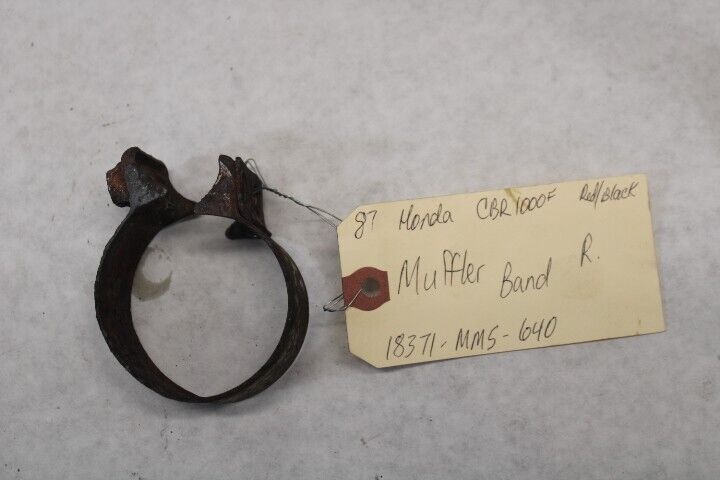 87 Honda CBR1000F Red/Black
Muffler Band R.
18371-MM5-640